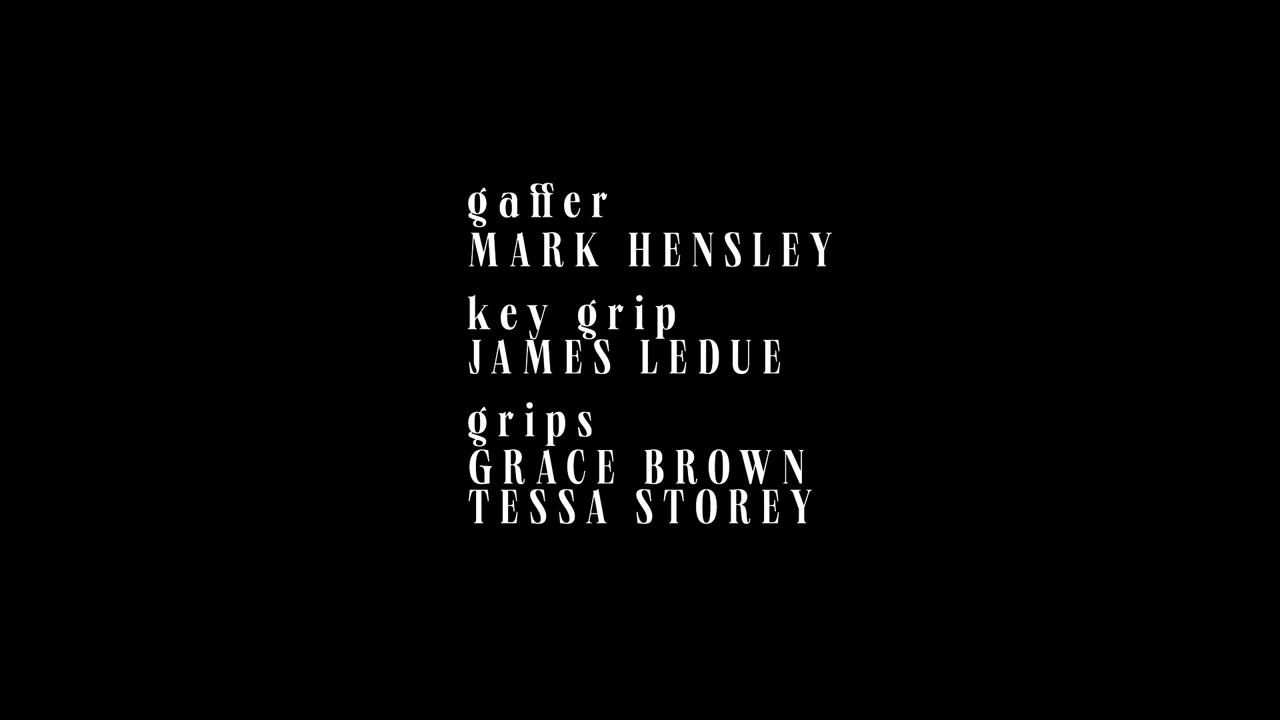 gaffer
MARK HENSLEY
key grip
JAMES LEDUE
grips
GRACE BROWN
TESSA STOREY